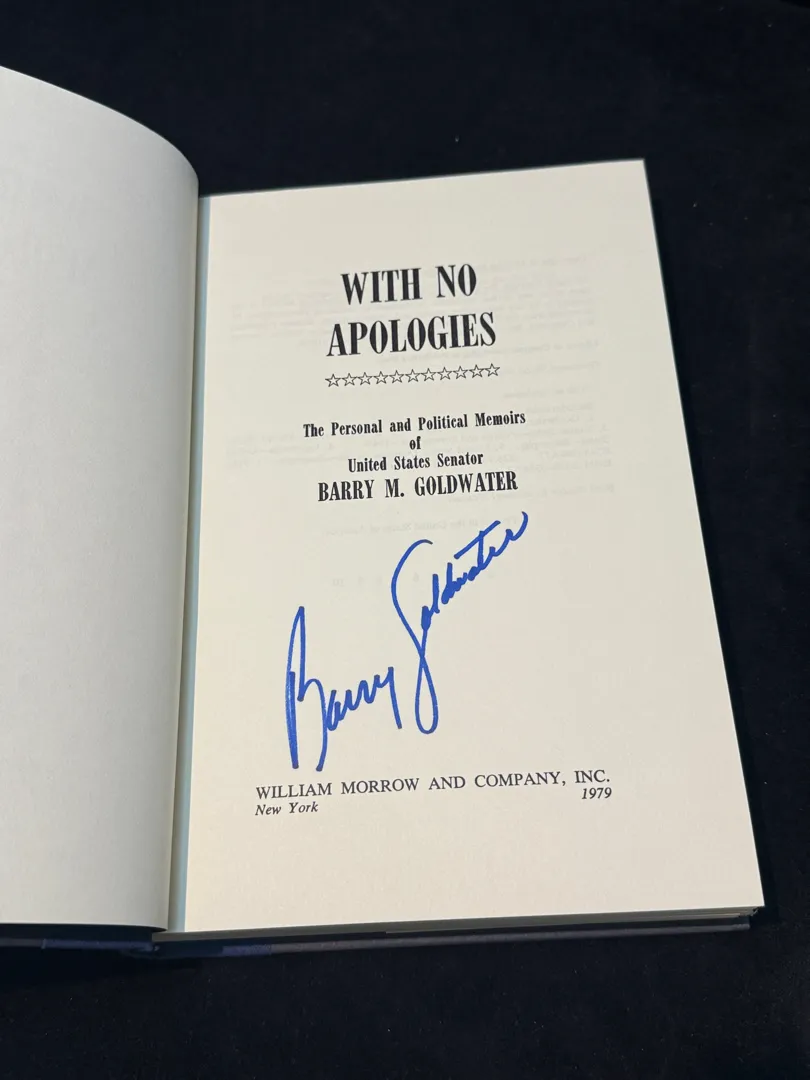 WITH NO
APOLOGIES
☆☆☆☆☆☆☆☆☆☆☆
The Personal and Political Memoirs
of
United States Senator
BARRY M. GOLDWATER
Barry Goldwater
WILLIAM MORROW AND COMPANY, INC.
New York 1979